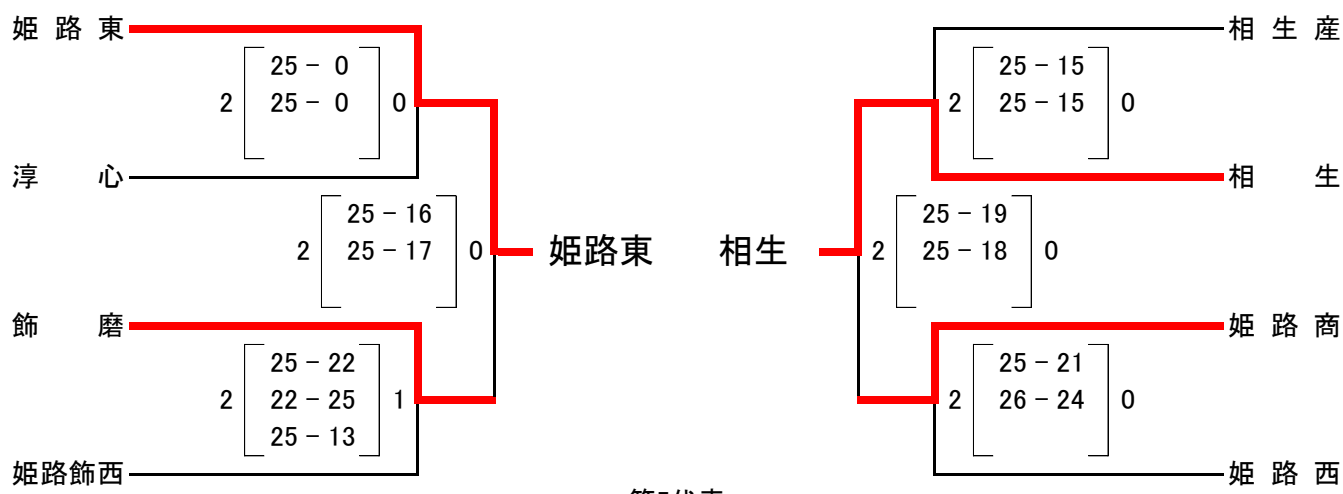 姫路東
相生産
25 - 0
2 25 - 0 0
25 - 15
2 25 - 15 0
淳心
相生
25 - 16
2 25 - 17 0
姫路東
相生
25 - 19
2 25 - 18 0
飾磨
姫路商
25 - 22
2 22 - 25 1
25 - 13
25 - 21
2 26 - 24 0
姫路飾西
姫路西